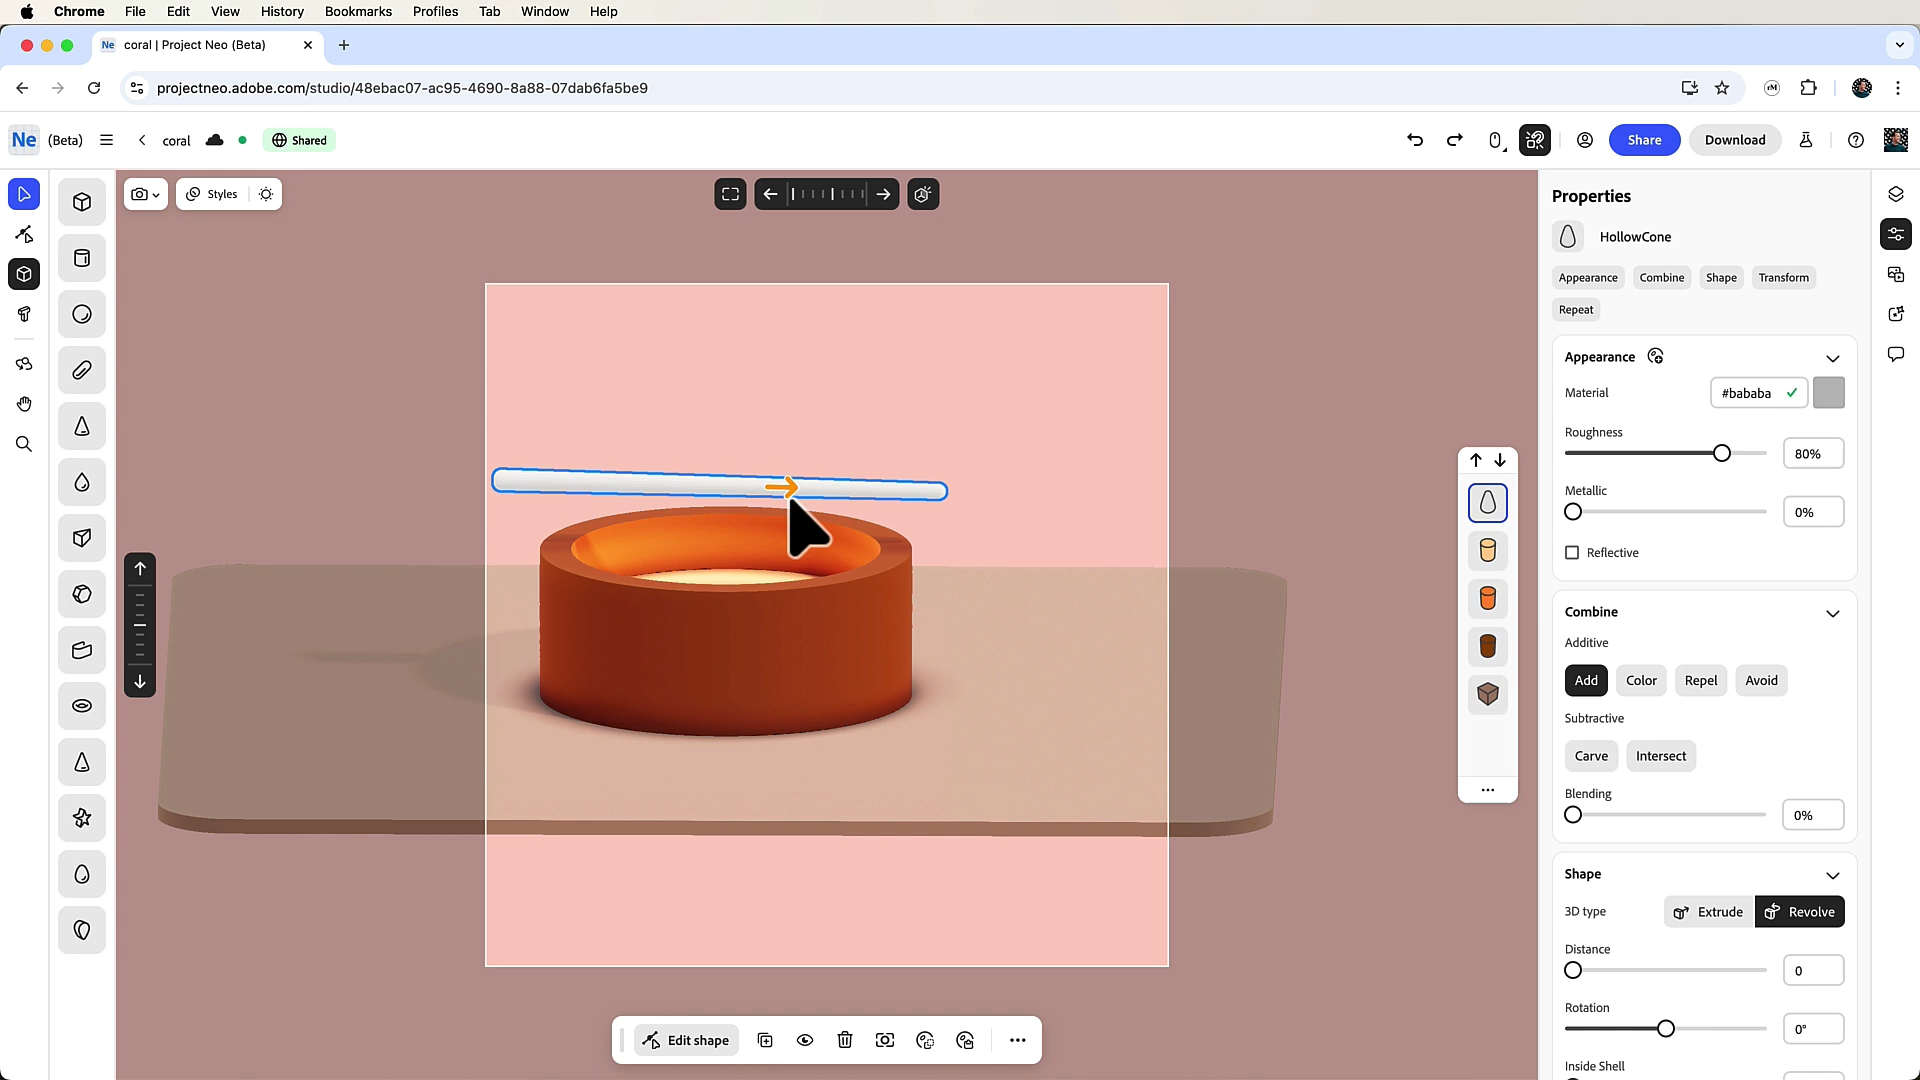 Chrome File Edit View History Bookmarks Profiles Tab Window Help
Ne coral | Project Neo (Beta)
projectneo.adobe.com/studio/48ebac07-ac95-4690-8a88-07dab6fa5be9
rM
Ne (Beta) coral Shared Share Download
Styles
Properties
HollowCone
Appearance Combine Shape Transform
Repeat
Appearance
Material #bababa
Roughness
80%
Metallic
0%
Reflective
Combine
Additive
Add Color Repel Avoid
Subtractive
Carve Intersect
Blending
0%
Shape
3D type Extrude Revolve
Distance
0
Rotation
0°
Inside Shell
Edit shape